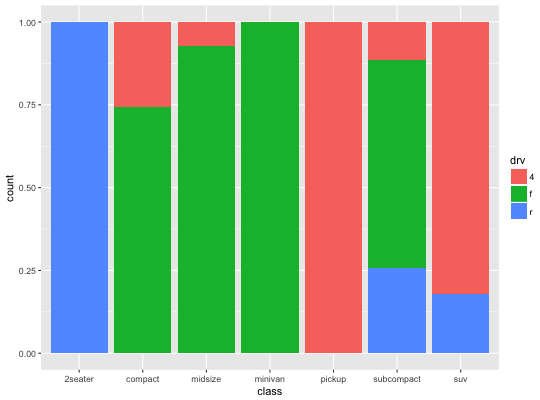 1.00
0.75
0.50
0.25
0.00
count
2seater compact midsize minivan pickup subcompact suv
class
drv
4
f
r